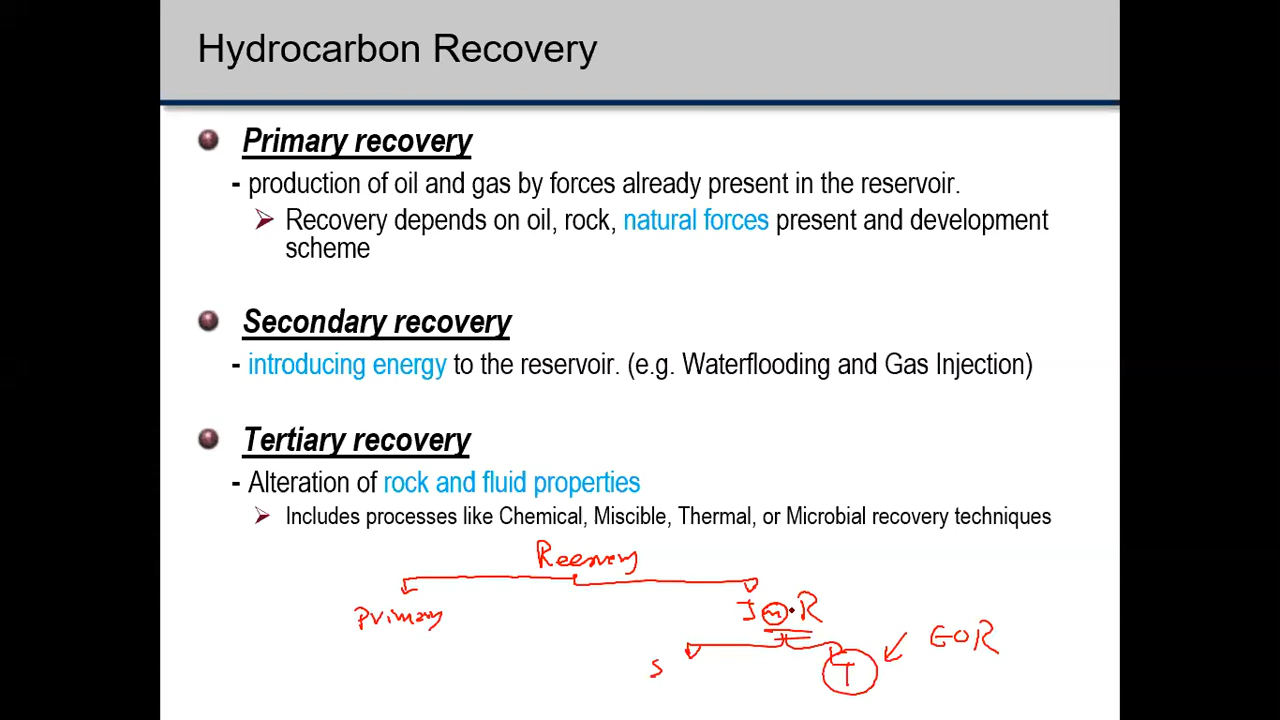 Hydrocarbon Recovery
Primary recovery
- production of oil and gas by forces already present in the reservoir.
Recovery depends on oil, rock, natural forces present and development
scheme
Secondary recovery
- introducing energy to the reservoir. (e.g. Waterflooding and Gas Injection)
Tertiary recovery
- Alteration of rock and fluid properties
Includes processes like Chemical, Miscible, Thermal, or Microbial recovery techniques
Recovery
Primary
R
EOR
S
T